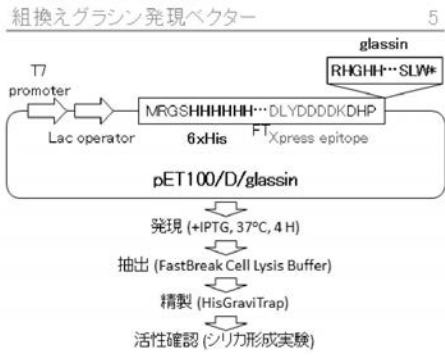 組換えグラシン発現ベクター 5
glassin
RHGHH⋯SLW*
T7
promoter
MRGSHHHHHH⋯DLYDDDDKDHP
Lac operator
6xHis
FT
Xpress epitope
pET100/D/glassin
発現 (+IPTG, 37℃, 4 H)
抽出 (FastBreak Cell Lysis Buffer)
精製 (HisGraviTrap)
活性確認 (シリカ形成実験)